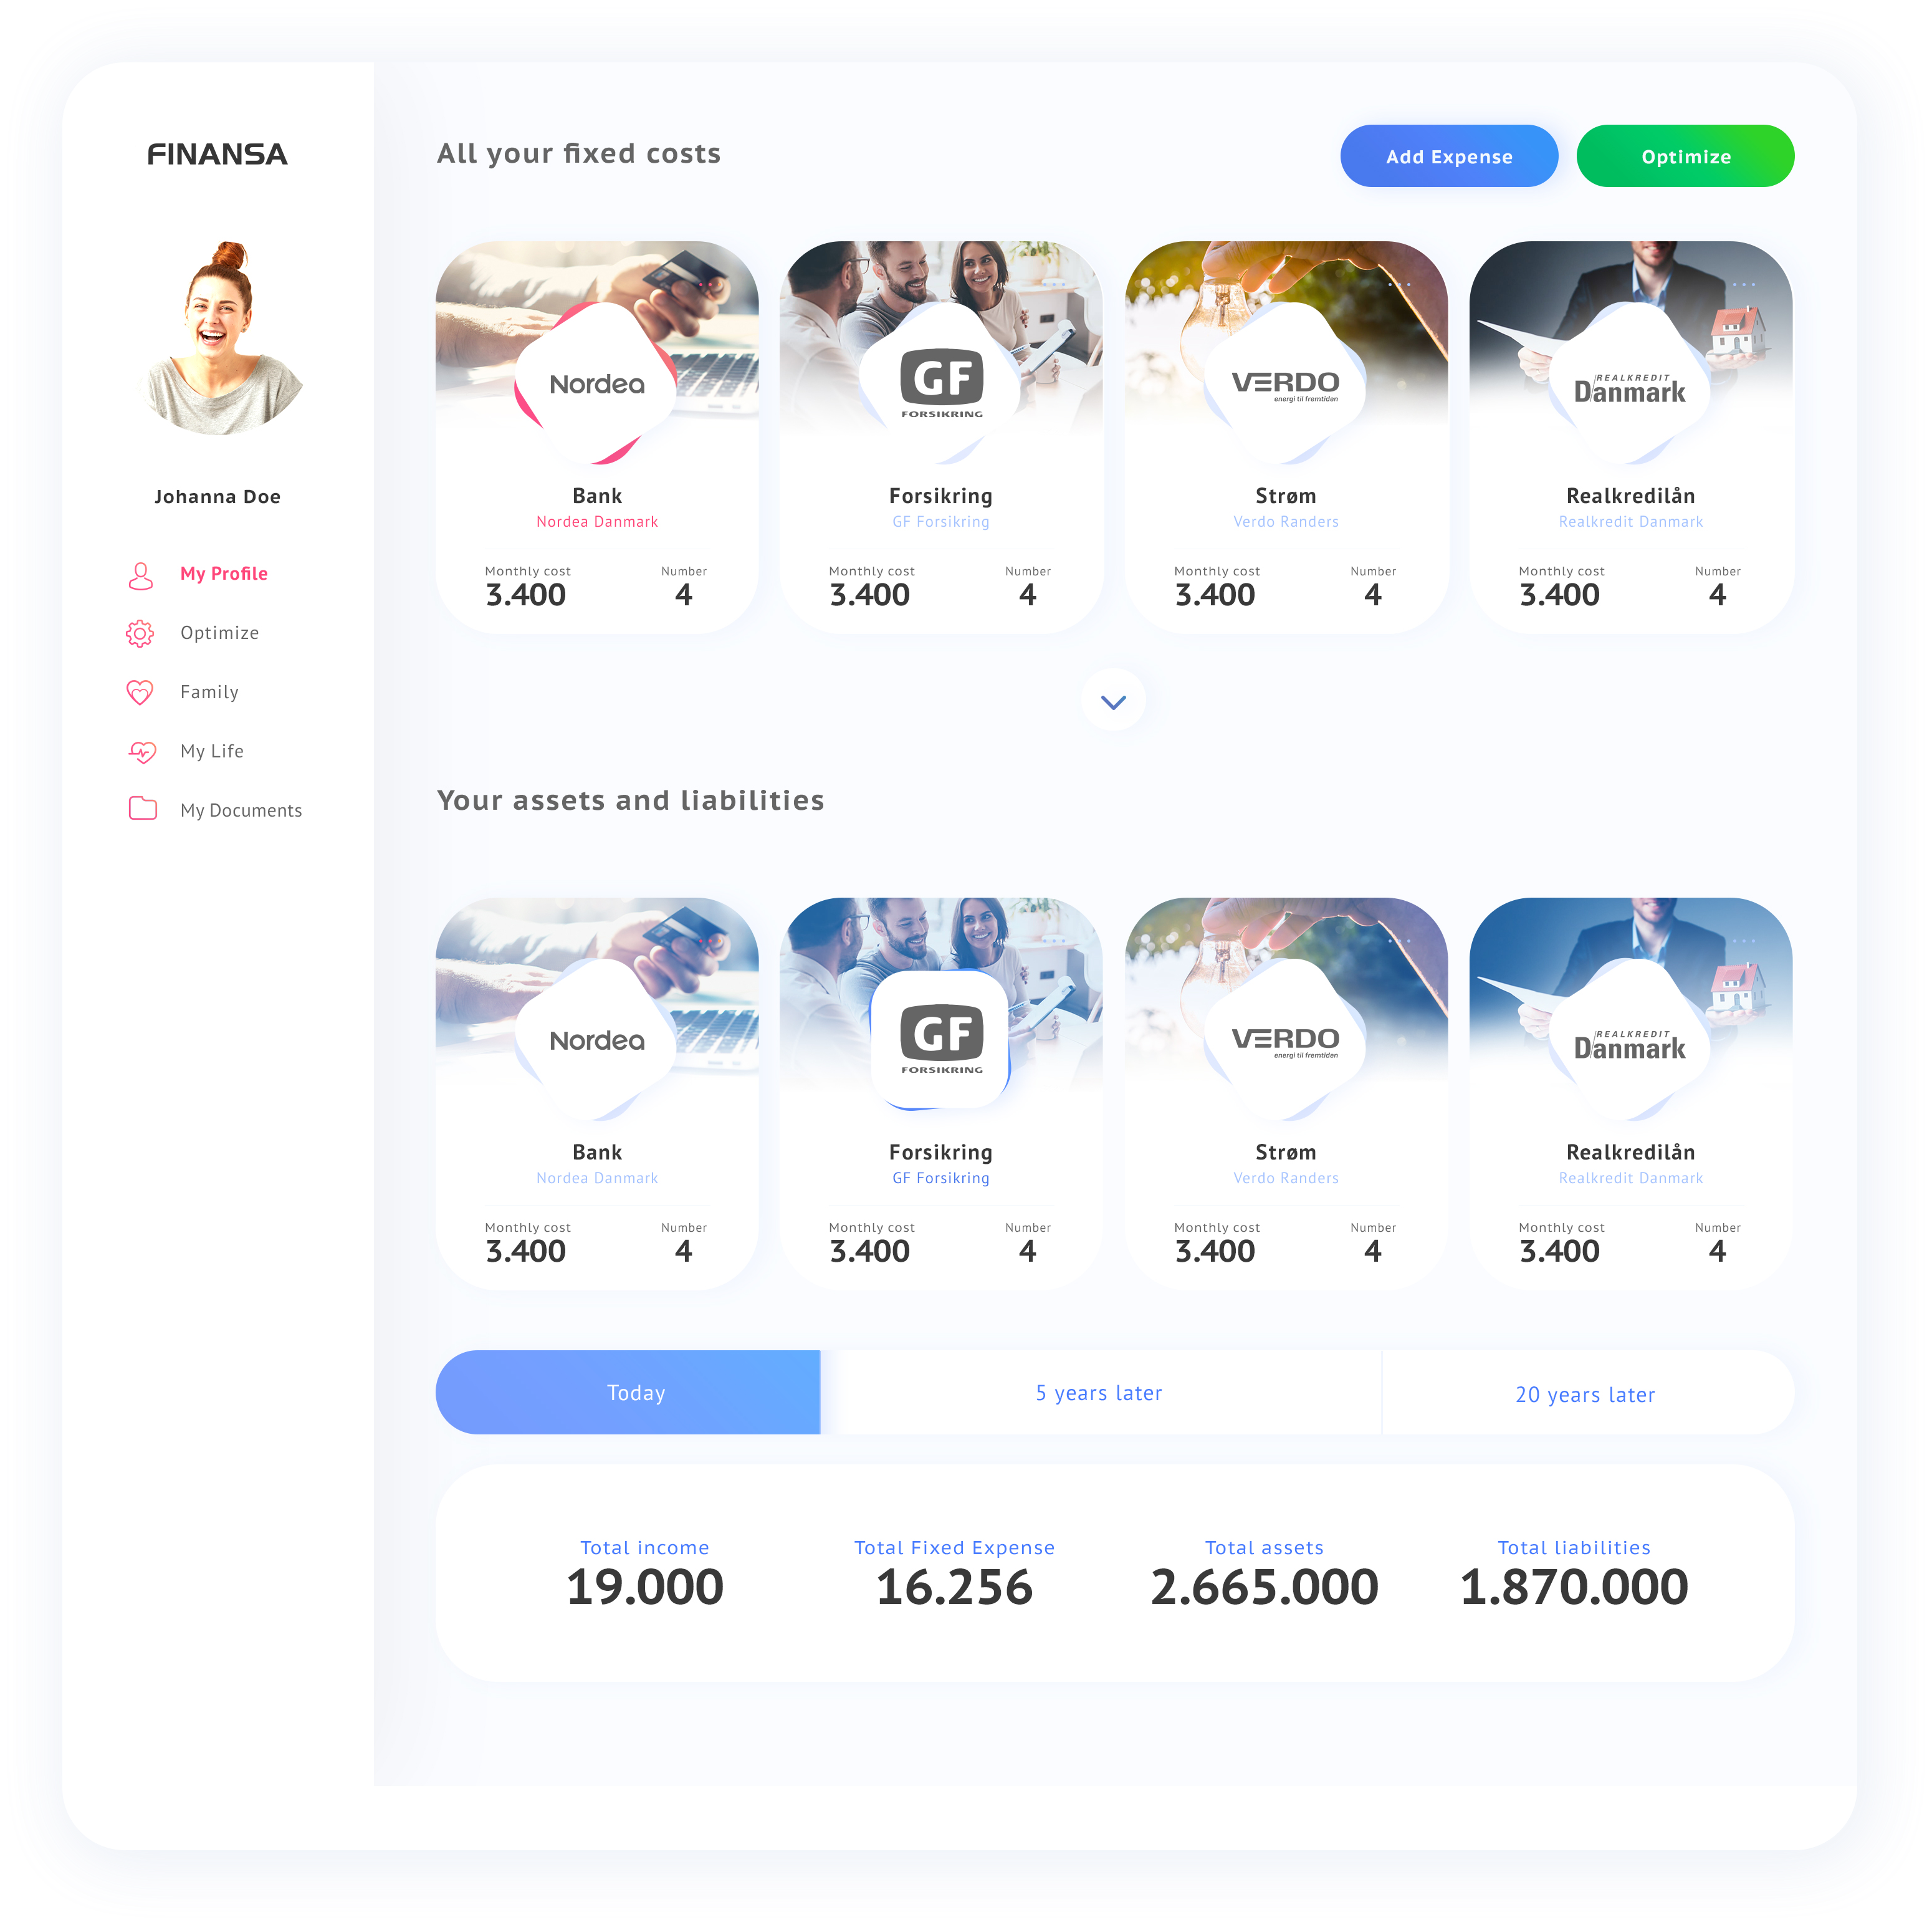 FINANSA
Johanna Doe
My Profile
Optimize
Family
My Life
My Documents
All your fixed costs
Add Expense
Optimize
Nordea
Bank
Nordea Danmark
Monthly cost
3.400
Number
4
GF
FORSIKRING
Forsikring
GF Forsikring
Monthly cost
3.400
Number
4
VERDO
energi til fremtiden
Strøm
Verdo Randers
Monthly cost
3.400
Number
4
REALKREDIT
Danmark
Realkredilån
Realkredit Danmark
Monthly cost
3.400
Number
4
Your assets and liabilities
Nordea
Bank
Nordea Danmark
Monthly cost
3.400
Number
4
GF
FORSIKRING
Forsikring
GF Forsikring
Monthly cost
3.400
Number
4
VERDO
energi til fremtiden
Strøm
Verdo Randers
Monthly cost
3.400
Number
4
REALKREDIT
Danmark
Realkredilån
Realkredit Danmark
Monthly cost
3.400
Number
4
Today
5 years later
20 years later
Total income
19.000
Total Fixed Expense
16.256
Total assets
2.665.000
Total liabilities
1.870.000